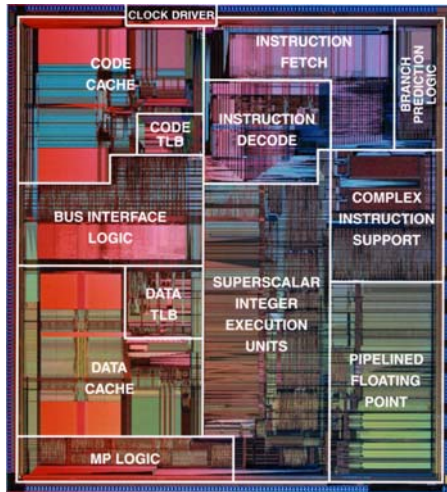 CLOCK DRIVER
CODE
CACHE
INSTRUCTION
FETCH
BRANCH
PREDICTION
LOGIC
CODE
TLB
INSTRUCTION
DECODE
BUS INTERFACE
LOGIC
COMPLEX
INSTRUCTION
SUPPORT
DATA
TLB
SUPERSCALAR
INTEGER
EXECUTION
UNITS
DATA
CACHE
PIPELINED
FLOATING
POINT
MP LOGIC